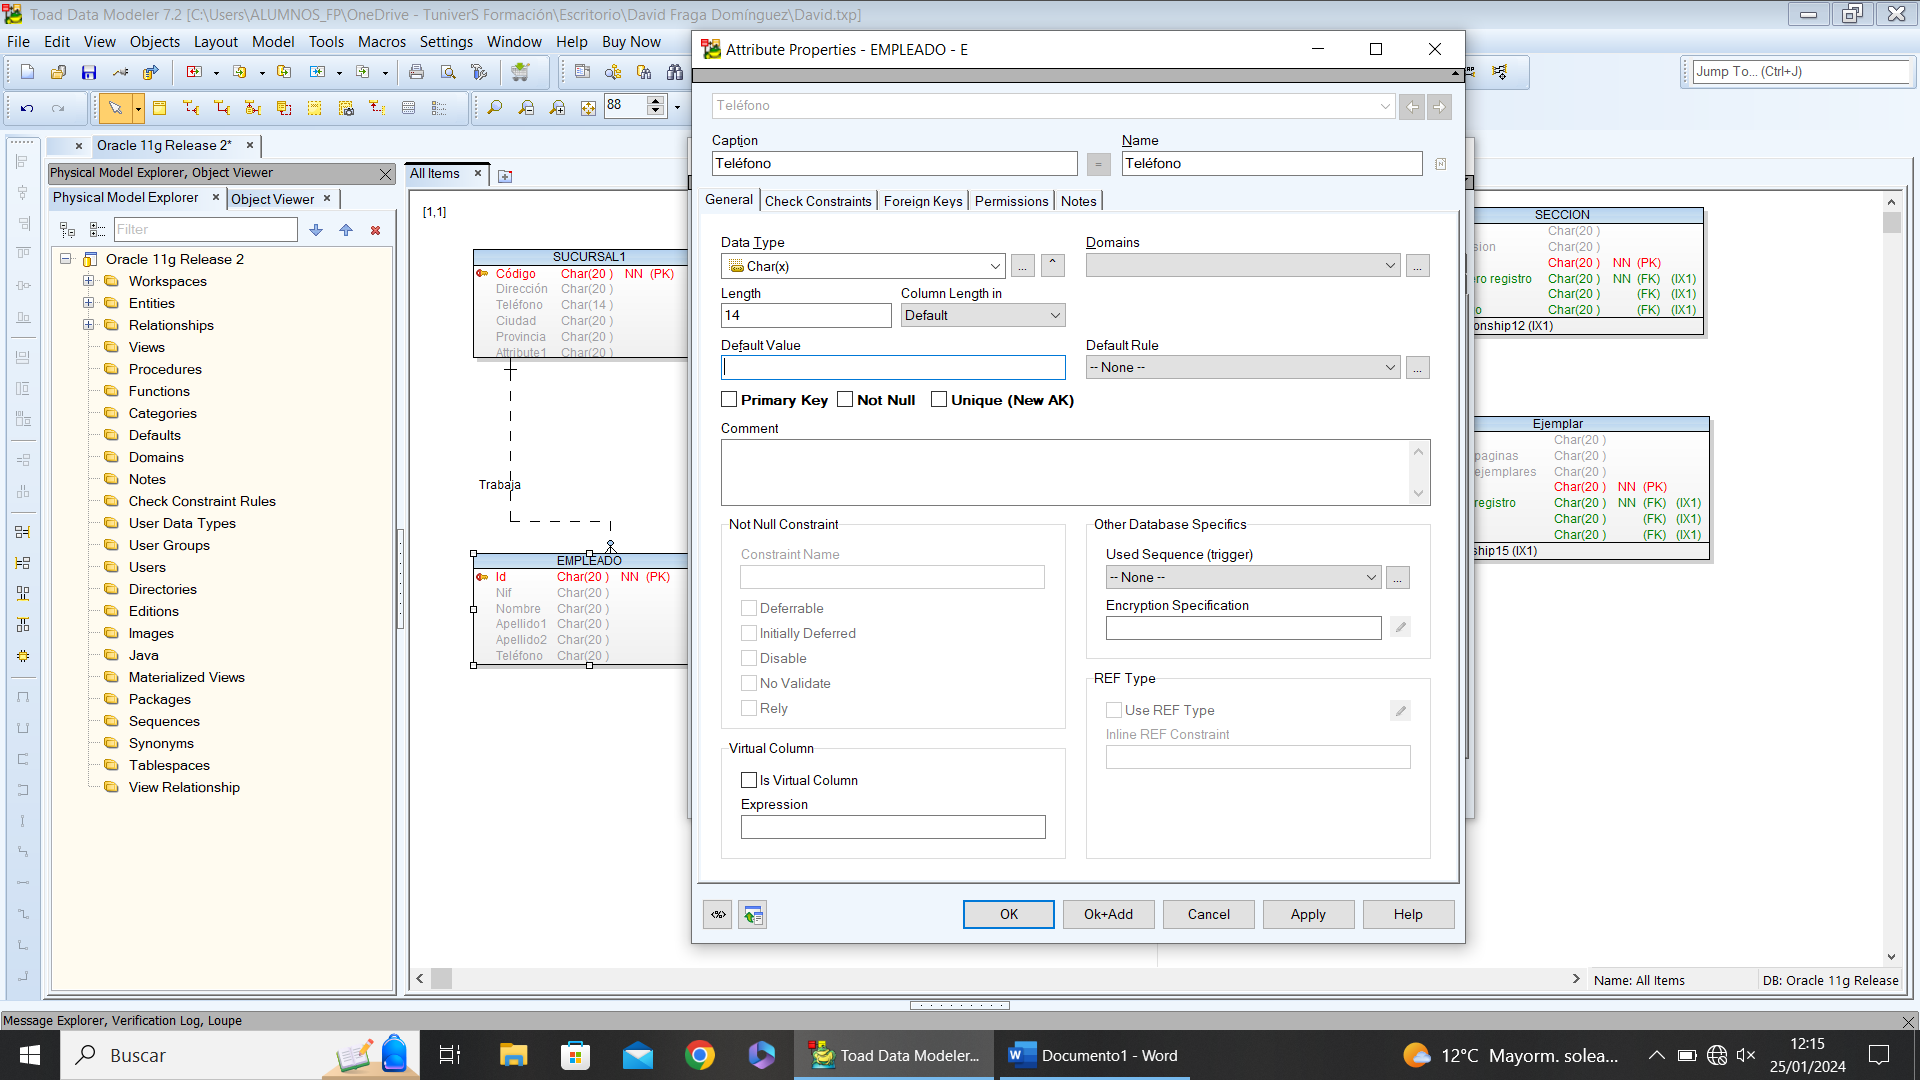 Toad Data Modeler 7.2 [C:\Users\ALUMNOS_FP\OneDrive - TuniverS Formación\Escritorio\David Fraga Domínguez\David.txp]
File Edit View Objects Layout Model Tools Macros Settings Window Help Buy Now
Jump To... (Ctrl+J)
88
Oracle 11g Release 2*
Physical Model Explorer, Object Viewer
Physical Model Explorer
Object Viewer
Filter
Oracle 11g Release 2
Workspaces
Entities
Relationships
Views
Procedures
Functions
Categories
Defaults
Domains
Notes
Check Constraint Rules
User Data Types
User Groups
Users
Directories
Editions
Images
Java
Materialized Views
Packages
Sequences
Synonyms
Tablespaces
View Relationship
All Items
[1,1]
SUCURSAL1
Código Char(20 ) NN (PK)
Dirección Char(20 )
Teléfono Char(14 )
Ciudad Char(20 )
Provincia Char(20 )
Attribute1 Char(20 )
Trabaja
EMPLEADO
Id Char(20 ) NN (PK)
Nif Char(20 )
Nombre Char(20 )
Apellido1 Char(20 )
Apellido2 Char(20 )
Teléfono Char(20 )
Attribute Properties - EMPLEADO - E
Teléfono
Caption
Teléfono
=
Name
Teléfono
General
Check Constraints
Foreign Keys
Permissions
Notes
Data Type
Char(x)
...
Domains
...
Length
14
Column Length in
Default
Default Value
Default Rule
-- None --
...
Primary Key
Not Null
Unique (New AK)
Comment
Not Null Constraint
Constraint Name
Deferrable
Initially Deferred
Disable
No Validate
Rely
Virtual Column
Is Virtual Column
Expression
Other Database Specifics
Used Sequence (trigger)
-- None --
...
Encryption Specification
REF Type
Use REF Type
Inline REF Constraint
OK
Ok+Add
Cancel
Apply
Help
SECCION
Char(20 )
sion Char(20 )
Char(20 ) NN (PK)
ro registro Char(20 ) NN (FK) (IX1)
Char(20 ) (FK) (IX1)
o Char(20 ) (FK) (IX1)
onship12 (IX1)
Ejemplar
Char(20 )
paginas Char(20 )
ejemplares Char(20 )
Char(20 ) NN (PK)
registro Char(20 ) NN (FK) (IX1)
Char(20 ) (FK) (IX1)
Char(20 ) (FK) (IX1)
ship15 (IX1)
Name: All Items
DB: Oracle 11g Release
Message Explorer, Verification Log, Loupe
Buscar
Toad Data Modeler...
Documento1 - Word
12°C Mayorm. solea...
12:15
25/01/2024